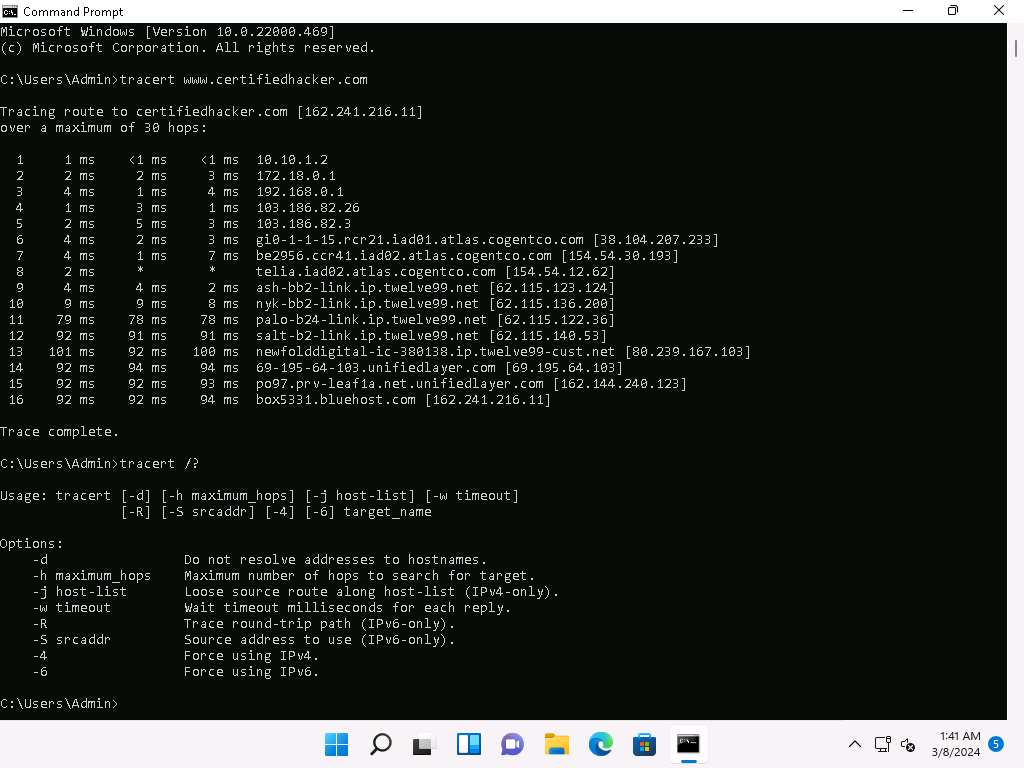 Command Prompt
Microsoft Windows [Version 10.0.22000.469]
(c) Microsoft Corporation. All rights reserved.
C:\Users\Admin>tracert www.certifiedhacker.com
Tracing route to certifiedhacker.com [162.241.216.11]
over a maximum of 30 hops:
1 1 ms <1 ms <1 ms 10.10.1.2
2 2 ms 2 ms 3 ms 172.18.0.1
3 4 ms 1 ms 4 ms 192.168.0.1
4 1 ms 3 ms 1 ms 103.186.82.26
5 2 ms 5 ms 3 ms 103.186.82.3
6 4 ms 2 ms 3 ms gi0-1-1-15.rcr21.iad01.atlas.cogentco.com [38.104.207.233]
7 4 ms 1 ms 7 ms be2956.ccr41.iad02.atlas.cogentco.com [154.54.30.193]
8 2 ms * * telia.iad02.atlas.cogentco.com [154.54.12.62]
9 4 ms 4 ms 2 ms ash-bb2-link.ip.twelve99.net [62.115.123.124]
10 9 ms 9 ms 8 ms nyk-bb2-link.ip.twelve99.net [62.115.136.200]
11 79 ms 78 ms 78 ms palo-b24-link.ip.twelve99.net [62.115.122.36]
12 92 ms 91 ms 91 ms salt-b2-link.ip.twelve99.net [62.115.140.53]
13 101 ms 92 ms 100 ms newfolddigital-ic-380138.ip.twelve99-cust.net [80.239.167.103]
14 92 ms 94 ms 94 ms 69-195-64-103.unifiedlayer.com [69.195.64.103]
15 92 ms 92 ms 93 ms po97.prv-leaf1a.net.unifiedlayer.com [162.144.240.123]
16 92 ms 92 ms 94 ms box5331.bluehost.com [162.241.216.11]
Trace complete.
C:\Users\Admin>tracert /?
Usage: tracert [-d] [-h maximum_hops] [-j host-list] [-w timeout]
[-R] [-S srcaddr] [-4] [-6] target_name
Options:
-d Do not resolve addresses to hostnames.
-h maximum_hops Maximum number of hops to search for target.
-j host-list Loose source route along host-list (IPv4-only).
-w timeout Wait timeout milliseconds for each reply.
-R Trace round-trip path (IPv6-only).
-S srcaddr Source address to use (IPv6-only).
-4 Force using IPv4.
-6 Force using IPv6.
C:\Users\Admin>
1:41 AM
3/8/2024
5